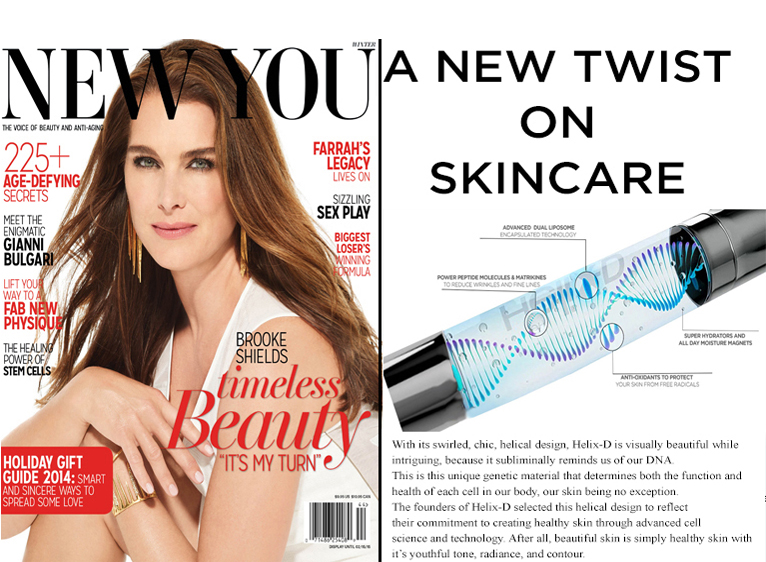 WINTER
NEW YOU
THE VOICE OF BEAUTY AND ANTI-AGING
225+
AGE-DEFYING
SECRETS
MEET THE
ENIGMATIC
GIANNI
BULGARI
LIFT YOUR
WAY TO A
FAB NEW
PHYSIQUE
THE HEALING
POWER OF
STEM CELLS
HOLIDAY GIFT
GUIDE 2014: SMART
AND SINCERE WAYS TO
SPREAD SOME LOVE
FARRAH'S
LEGACY
LIVES ON
SIZZLING
SEX PLAY
BIGGEST
LOSER'S
WINNING
FORMULA
BROOKE
SHIELDS
timeless
Beauty
"IT'S MY TURN"
A NEW TWIST
ON
SKINCARE
ADVANCED DUAL LIPOSOME
ENCAPSULATED TECHNOLOGY
POWER PEPTIDE MOLECULES & MATRIKINES
TO REDUCE WRINKLES AND FINE LINES
HELIX-D
SUPER HYDRATORS AND
ALL DAY MOISTURE MAGNETS
ANTI-OXIDANTS TO PROTECT
YOUR SKIN FROM FREE RADICALS
With its swirled, chic, helical design, Helix-D is visually beautiful while
intriguing, because it subliminally reminds us of our DNA.
This is this unique genetic material that determines both the function and
health of each cell in our body, our skin being no exception.
The founders of Helix-D selected this helical design to reflect
their commitment to creating healthy skin through advanced cell
science and technology. After all, beautiful skin is simply healthy skin with
it's youthful tone, radiance, and contour.